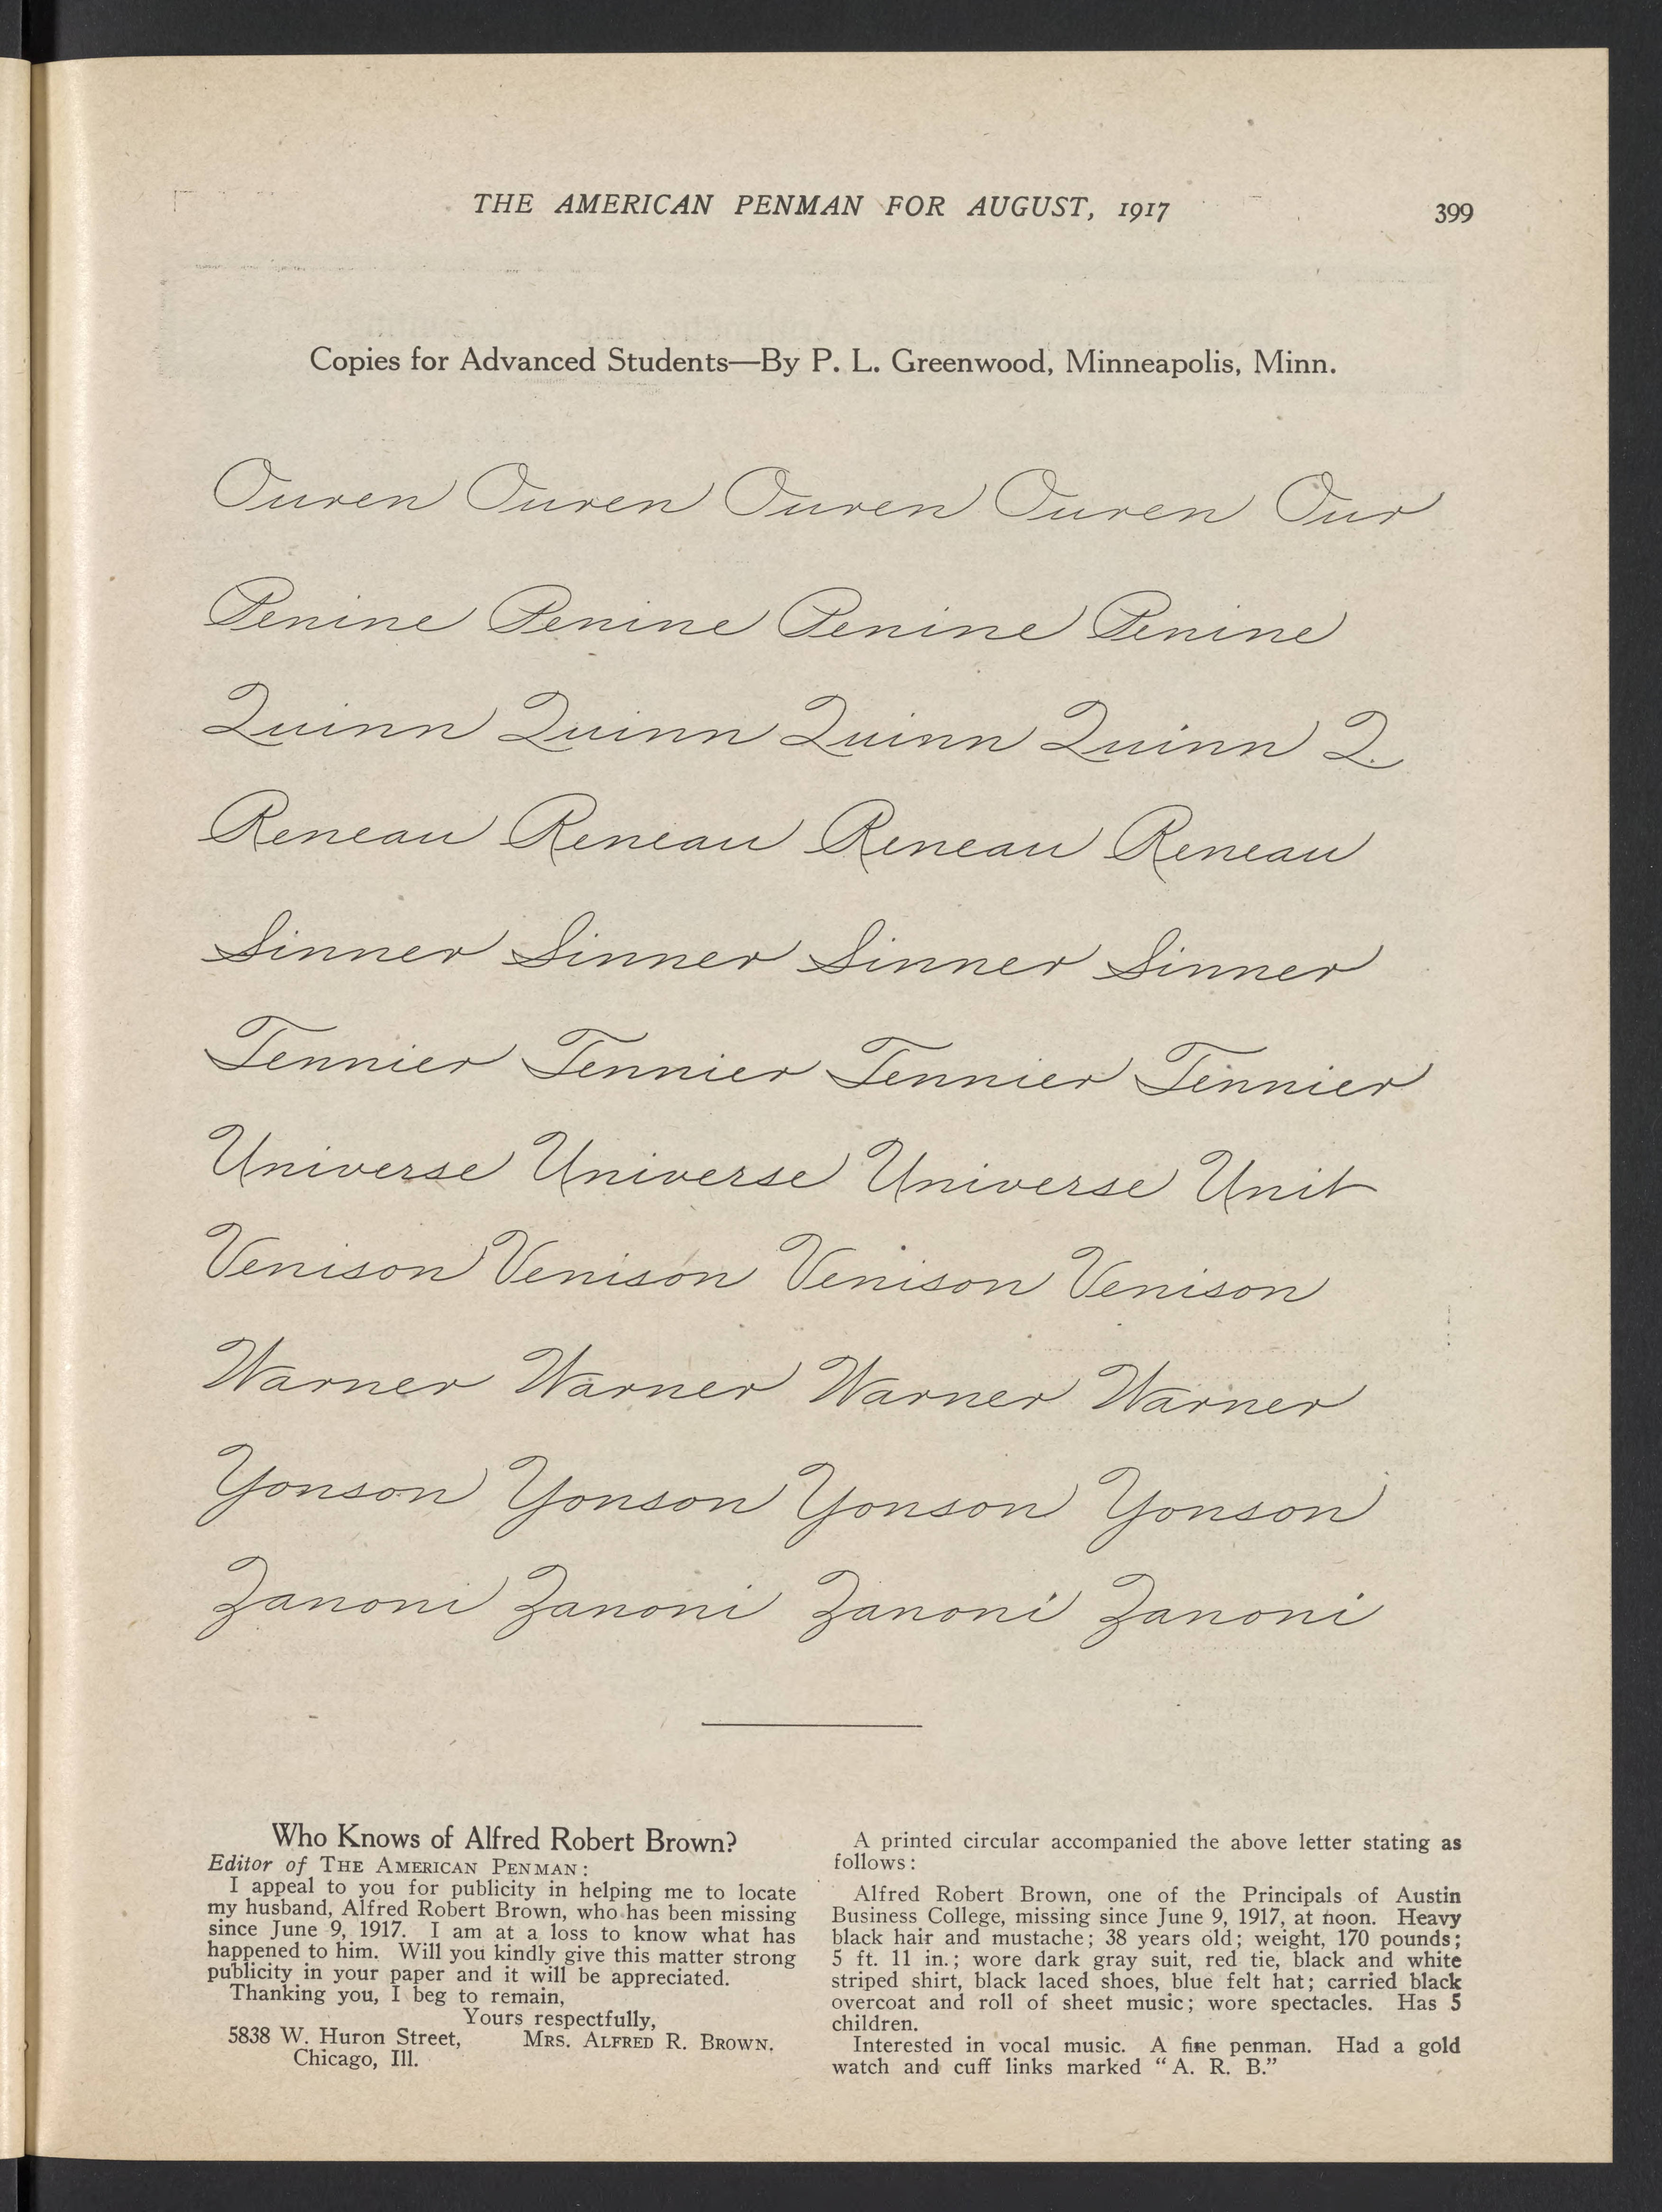 THE AMERICAN PENMAN FOR AUGUST, 1917
399
Copies for Advanced Students—By P. L. Greenwood, Minneapolis, Minn.
Ouren Ouren Ouren Ouren Our
Penine Penine Penine Penine
Quinn Quinn Quinn Quinn Q.
Reneau Reneau Reneau Reneau
Sinner Sinner Sinner Sinner
Tennier Tennier Tennier Tennier
Universe Universe Universe Unit
Venison Venison Venison Venison
Warner Warner Warner Warner
Yonson Yonson Yonson Yonson
Zanoni Zanoni Zanoni Zanoni
Who Knows of Alfred Robert Brown?
Editor of THE AMERICAN PENMAN:
I appeal to you for publicity in helping me to locate
my husband, Alfred Robert Brown, who has been missing
since June 9, 1917. I am at a loss to know what has
happened to him. Will you kindly give this matter strong
publicity in your paper and it will be appreciated.
Thanking you, I beg to remain,
Yours respectfully,
5838 W. Huron Street, MRS. ALFRED R. BROWN.
Chicago, Ill.
A printed circular accompanied the above letter stating as
follows:
Alfred Robert Brown, one of the Principals of Austin
Business College, missing since June 9, 1917, at noon. Heavy
black hair and mustache; 38 years old; weight, 170 pounds;
5 ft. 11 in.; wore dark gray suit, red tie, black and white
striped shirt, black laced shoes, blue felt hat; carried black
overcoat and roll of sheet music; wore spectacles. Has 5
children.
Interested in vocal music. A fine penman. Had a gold
watch and cuff links marked "A. R. B."